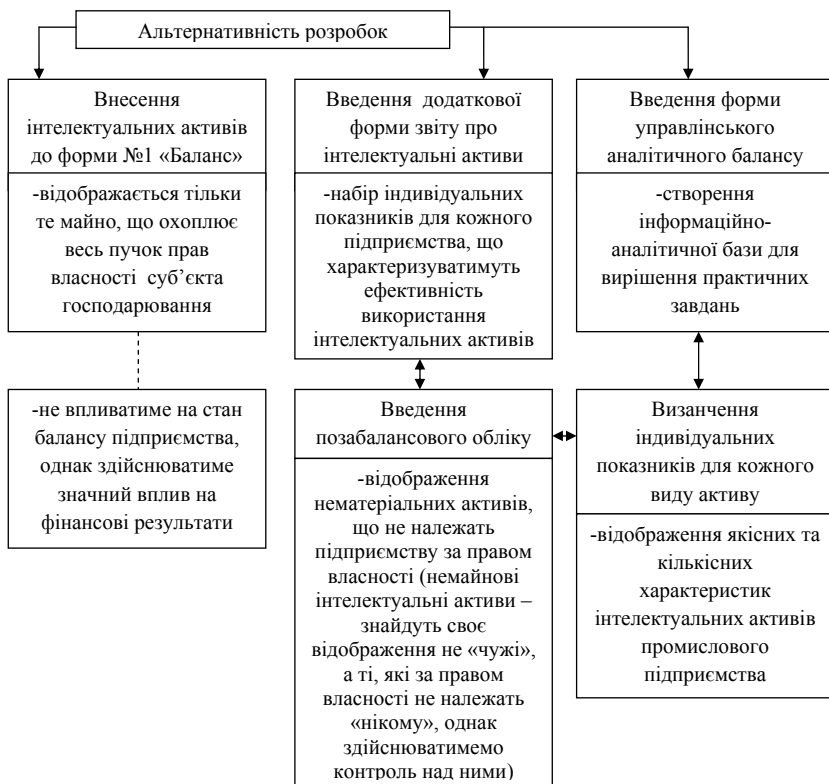 Альтернативність розробок
Внесення
інтелектуальних активів
до форми №1 «Баланс»
-відображається тільки
те майно, що охоплює
весь пучок прав
власності суб’єкта
господарювання
-не впливатиме на стан
балансу підприємства,
однак здійснюватиме
значний вплив на
фінансові результати
Введення додаткової
форми звіту про
інтелектуальні активи
-набір індивідуальних
показників для кожного
підприємства, що
характеризуватимуть
ефективність
використання
інтелектуальних активів
Введення
позабалансового обліку
-відображення
нематеріальних активів,
що не належать
підприємству за правом
власності (немайнові
інтелектуальні активи –
знайдуть своє
відображення не «чужі»,
а ті, які за правом
власності не належать
«нікому», однак
здійснюватимемо
контроль над ними)
Введення форми
управлінського
аналітичного балансу
-створення
інформаційно-
аналітичної бази для
вирішення практичних
завдань
Визанчення
індивідуальних
показників для кожного
виду активу
-відображення якісних та
кількісних
характеристик
інтелектуальних активів
промислового
підприємства